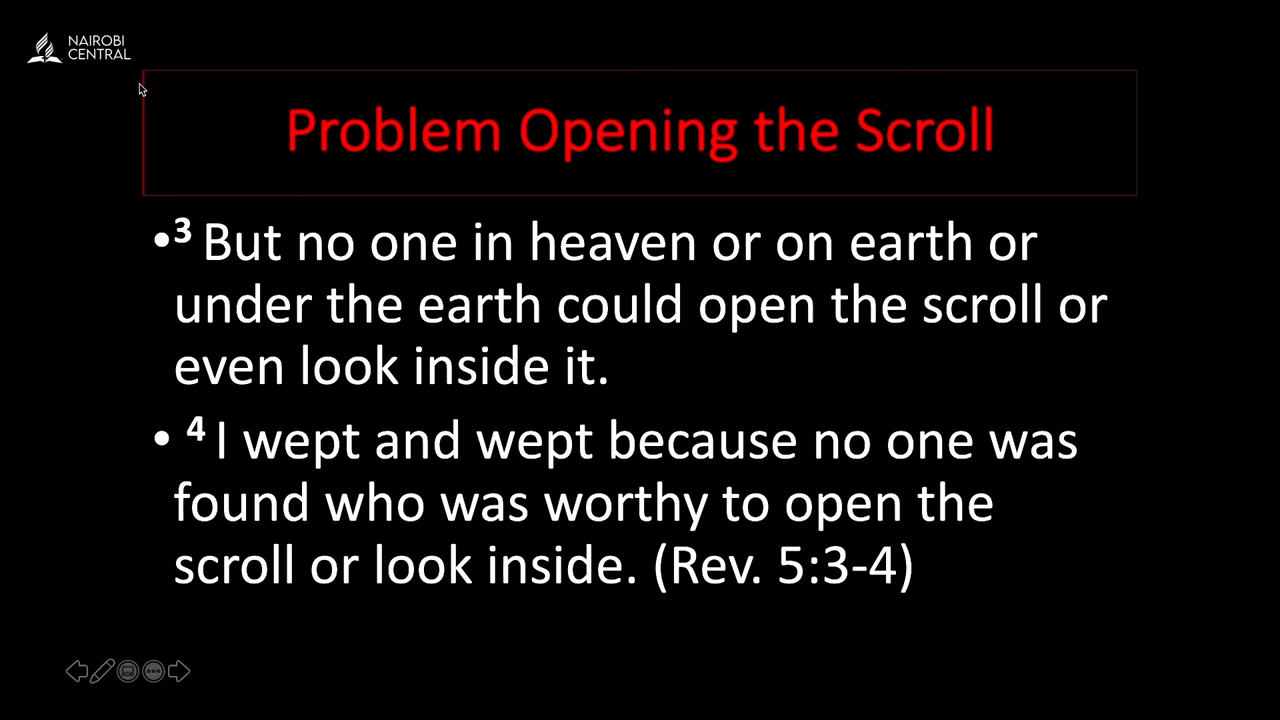 NAIROBI
CENTRAL
Problem Opening the Scroll
•3 But no one in heaven or on earth or
under the earth could open the scroll or
even look inside it.
• 4 I wept and wept because no one was
found who was worthy to open the
scroll or look inside. (Rev. 5:3-4)